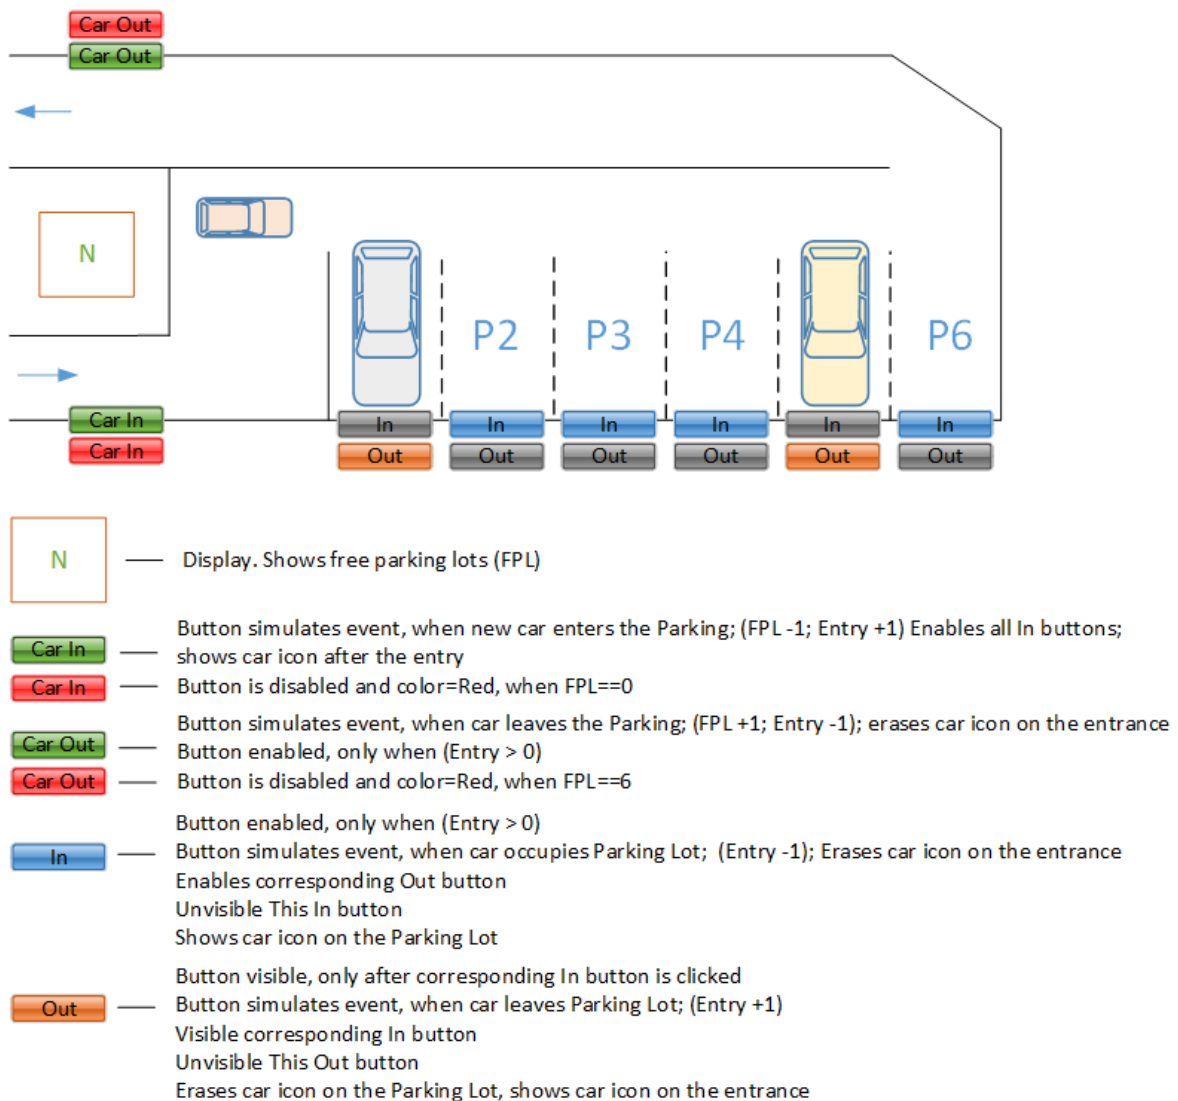 Car Out
Car Out
N
P2 P3 P4 P6
Car In
Car In
In In In In In In
Out Out Out Out Out Out
N
Display. Shows free parking lots (FPL)
Car In
Button simulates event, when new car enters the Parking; (FPL -1; Entry +1) Enables all In buttons;
shows car icon after the entry
Car In
Button is disabled and color=Red, when FPL==0
Car Out
Button simulates event, when car leaves the Parking; (FPL +1; Entry -1); erases car icon on the entrance
Button enabled, only when (Entry > 0)
Car Out
Button is disabled and color=Red, when FPL==6
In
Button enabled, only when (Entry > 0)
Button simulates event, when car occupies Parking Lot; (Entry -1); Erases car icon on the entrance
Enables corresponding Out button
Unvisible This In button
Shows car icon on the Parking Lot
Out
Button visible, only after corresponding In button is clicked
Button simulates event, when car leaves Parking Lot; (Entry +1)
Visible corresponding In button
Unvisible This Out button
Erases car icon on the Parking Lot, shows car icon on the entrance